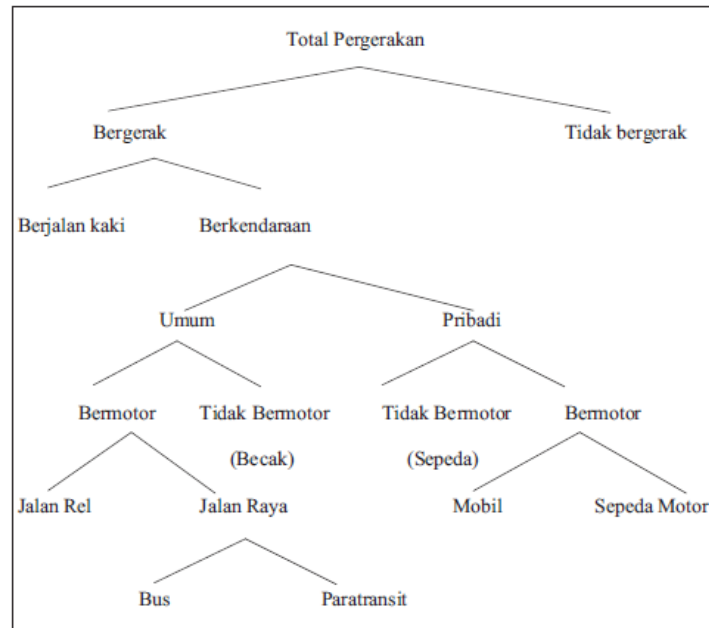 Total Pergerakan
Bergerak Tidak bergerak
Berjalan kaki Berkendaraan
Umum Pribadi
Bermotor Tidak Bermotor Tidak Bermotor Bermotor
(Becak) (Sepeda)
Jalan Rel Jalan Raya Mobil Sepeda Motor
Bus Paratransit